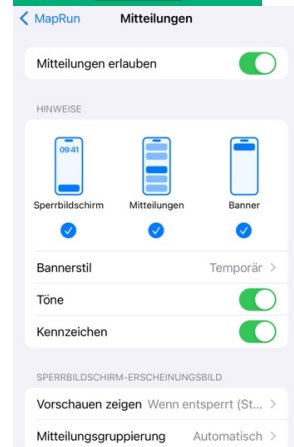 MapRun Mitteilungen
Mitteilungen erlauben
HINWEISE
09:41
Sperrbildschirm Mitteilungen Banner
Bannerstil Temporär
Töne
Kennzeichen
SPERRBILDSCHIRM-ERSCHEINUNGSBILD
Vorschauen zeigen Wenn entsperrt (St...
Mitteilungsgruppierung Automatisch